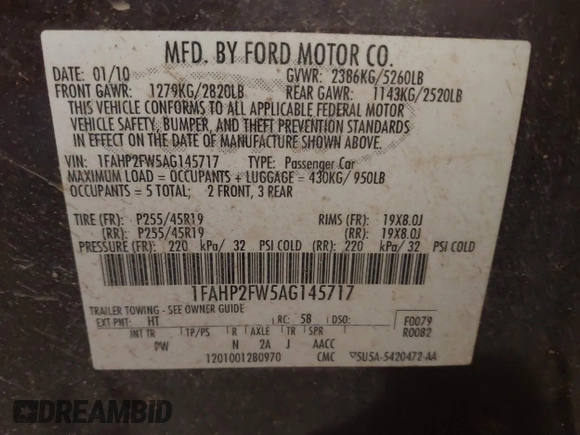 MFD. BY FORD MOTOR CO.
DATE: 01/10 GVWR: 2386KG/5260LB
FRONT GAWR: 1279KG/2820LB REAR GAWR: 1143KG/2520LB
THIS VEHICLE CONFORMS TO ALL APPLICABLE FEDERAL MOTOR
VEHICLE SAFETY, BUMPER, AND THEFT PREVENTION STANDARDS
IN EFFECT ON THE DATE OF MANUFACTURE SHOWN ABOVE.
VIN: 1FAHP2FW5AG145717 TYPE: Passenger Car
MAXIMUM LOAD = OCCUPANTS + LUGGAGE = 430KG/950LB
OCCUPANTS = 5 TOTAL; 2 FRONT, 3 REAR
TIRE (FR): P255/45R19 RIMS (FR): 19X8.0J
(RR): P255/45R19 (RR): 19X8.0J
PRESSURE (FR): 220 kPa/ 32 PSI COLD (RR): 220 kPa/ 32 PSI COLD
1FAHP2FW5AG145717
TRAILER TOWING - SEE OWNER GUIDE
EXT PNT: HT RC: 58 DSO: F0079
INT TR TP/PS R AXLE TR SPR R0082
PW N 2A J AACC
1201001280970 CMC ▽5U5A-5420472-AA
DREAMBID